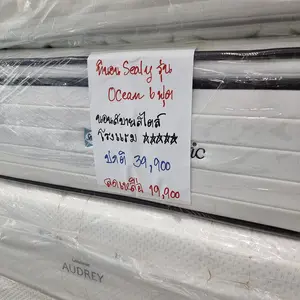 ที่นอน Sealy รุ่น
Ocean 6 ฟุต
นอนสบายสไตล์
โรงแรม ☆☆☆☆☆
ปกติ 39,900
ลดเหลือ 19,900
ic
AUDREY